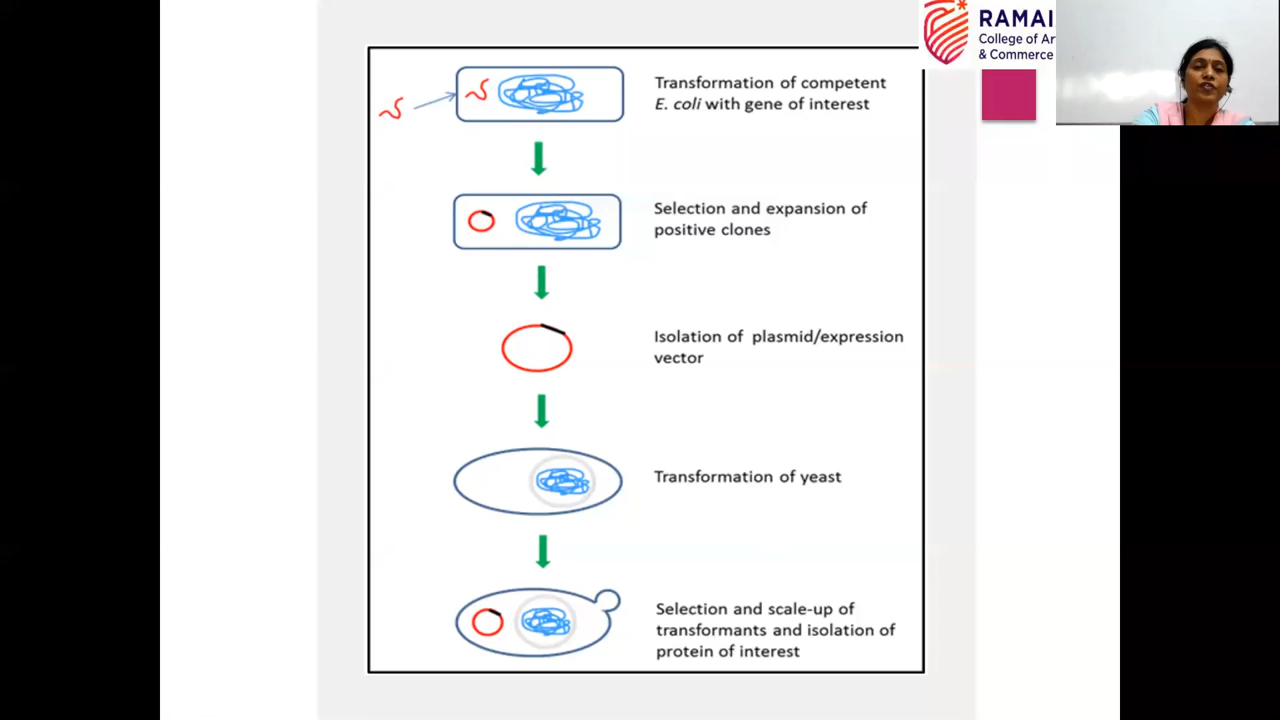 RAMAI
College of Ar
& Commerce
Transformation of competent
E. coli with gene of interest
Selection and expansion of
positive clones
Isolation of plasmid/expression
vector
Transformation of yeast
Selection and scale-up of
transformants and isolation of
protein of interest